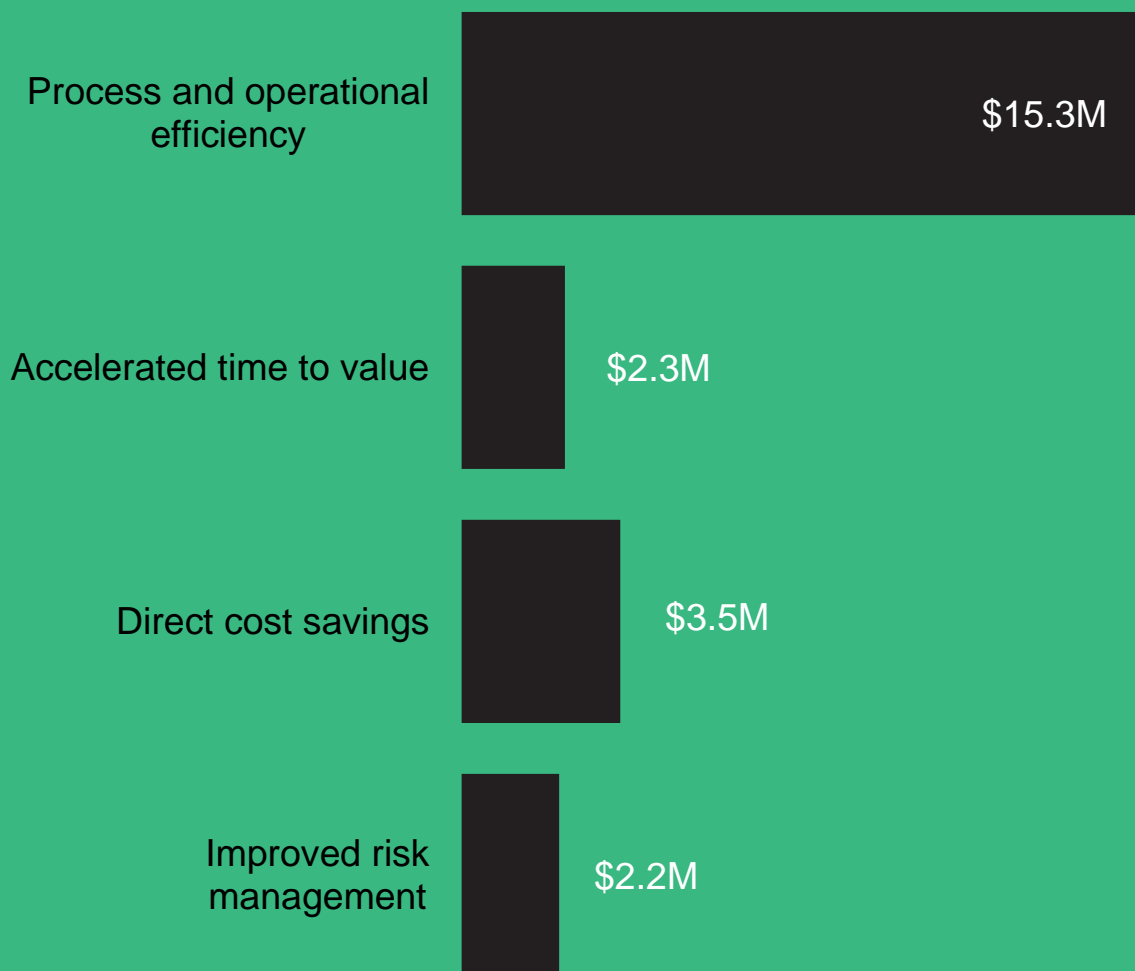 Process and operational
efficiency
$15.3M
Accelerated time to value
$2.3M
Direct cost savings
$3.5M
Improved risk
management
$2.2M